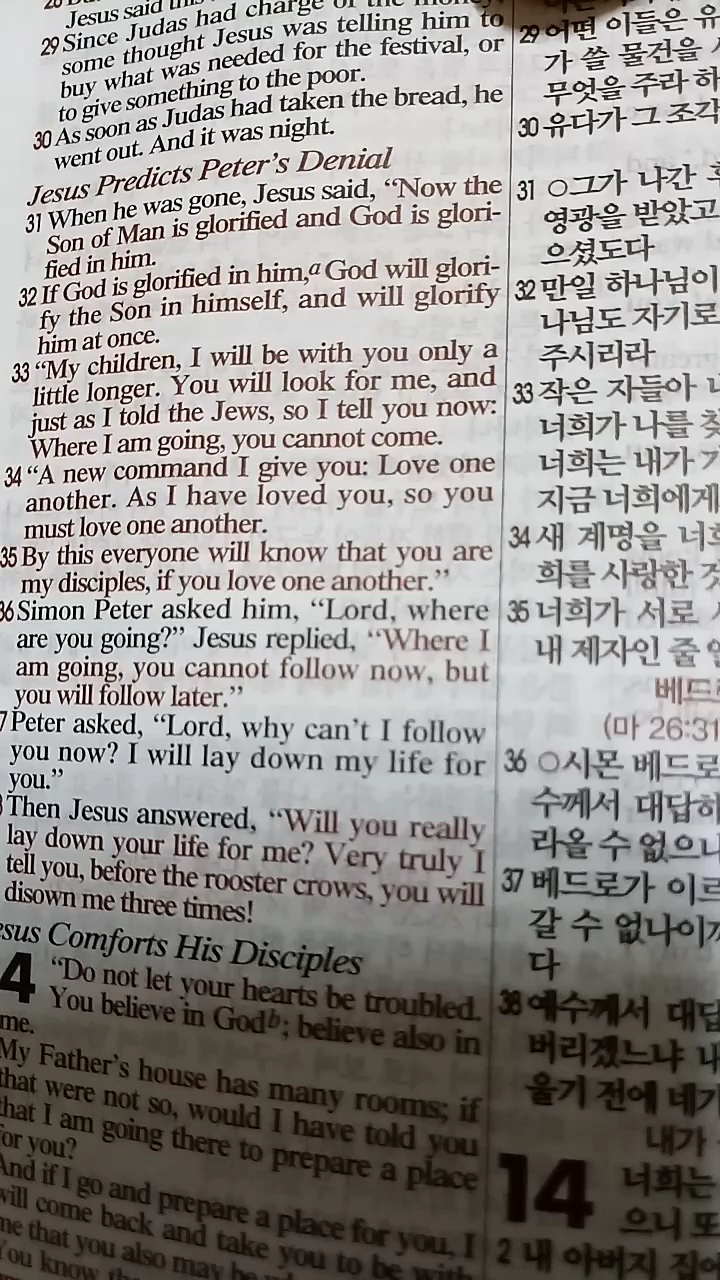 Jesus said this
29 Since Judas had charge of the money,
some thought Jesus was telling him to
buy what was needed for the festival, or
to give something to the poor.
30 As soon as Judas had taken the bread, he
went out. And it was night.
Jesus Predicts Peter's Denial
31 When he was gone, Jesus said, “Now the
Son of Man is glorified and God is glori-
fied in him.
32 If God is glorified in him,a God will glori-
fy the Son in himself, and will glorify
him at once.
33 “My children, I will be with you only a
little longer. You will look for me, and
just as I told the Jews, so I tell you now:
Where I am going, you cannot come.
34 “A new command I give you: Love one
another. As I have loved you, so you
must love one another.
35 By this everyone will know that you are
my disciples, if you love one another.”
36 Simon Peter asked him, “Lord, where
are you going?” Jesus replied, “Where I
am going, you cannot follow now, but
you will follow later.”
7 Peter asked, “Lord, why can't I follow
you now? I will lay down my life for
you.”
Then Jesus answered, “Will you really
lay down your life for me? Very truly I
tell you, before the rooster crows, you will
disown me three times!
esus Comforts His Disciples
4 “Do not let your hearts be troubled.
You believe in Godb; believe also in
me.
My Father's house has many rooms; if
that were not so, would I have told you
that I am going there to prepare a place
for you?
And if I go and prepare a place for you, I
will come back and take you to be with
me that you also may be
You know
29 어떤 이들은 유
가 쓸 물건을
무엇을 주라 하
30 유다가 그 조각
31 ○그가 나간
영광을 받았고
으셨도다
32 만일 하나님이
나님도 자기로
주시리라
33 작은 자들아
너희가 나를 찾
너희는 내가
지금 너희에게
34 새 계명을 너희
희를 사랑한 것
35 너희가 서로
내 제자인 줄
베드로
(마 26:31
36 ○시몬 베드로
수께서 대답하
라올 수 없으나
37 베드로가 이르
갈 수 없나이까
다
38 예수께서 대답
버리겠느냐 내
울기 전에 네가
내가
14 너희는
으니 또
2 내 아버지 집에